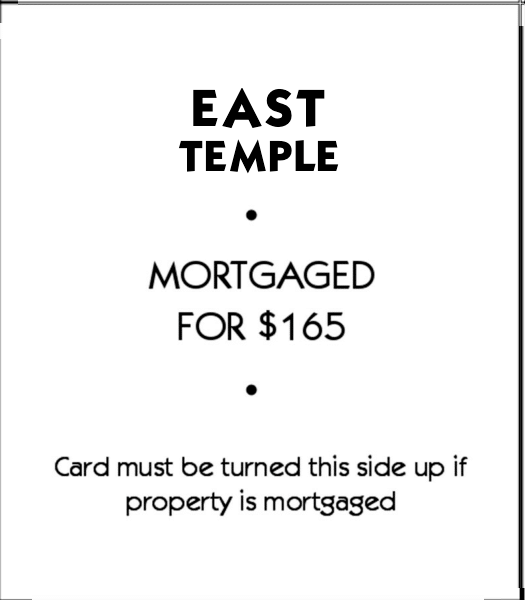 EAST
TEMPLE
•
MORTGAGED
FOR $165
•
Card must be turned this side up if
property is mortgaged